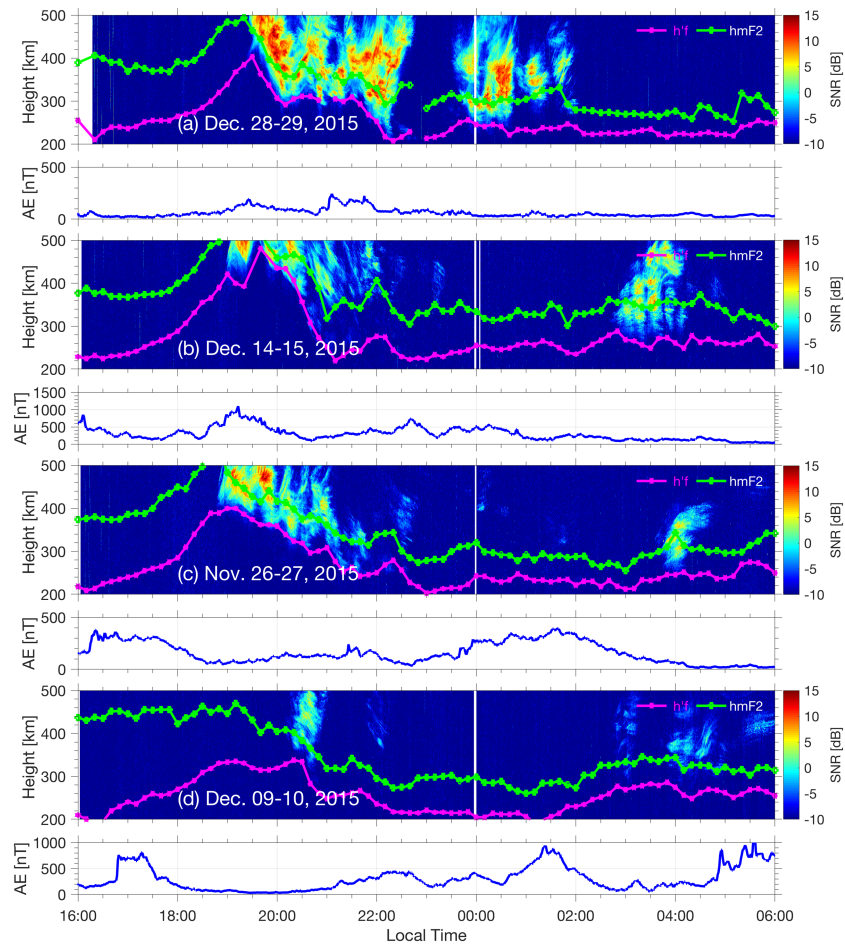 500
400
300
200
Height [km]
h'f
hmF2
(a) Dec. 28-29, 2015
15
10
5
0
-5
-10
SNR [dB]
500
0
AE [nT]
500
400
300
200
Height [km]
h'f
hmF2
(b) Dec. 14-15, 2015
15
10
5
0
-5
-10
SNR [dB]
1500
1000
500
0
AE [nT]
500
400
300
200
Height [km]
h'f
hmF2
(c) Nov. 26-27, 2015
15
10
5
0
-5
-10
SNR [dB]
500
0
AE [nT]
500
400
300
200
Height [km]
h'f
hmF2
(d) Dec. 09-10, 2015
15
10
5
0
-5
-10
SNR [dB]
1000
500
0
AE [nT]
16:00 18:00 20:00 22:00 00:00 02:00 04:00 06:00
Local Time